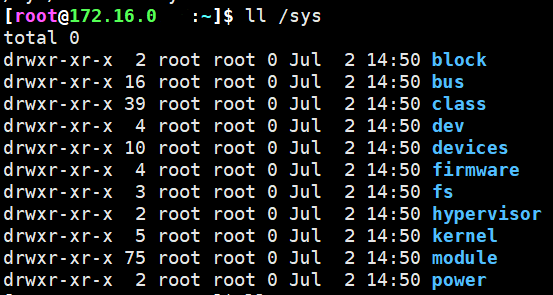 [root@172.16.0   :~]$ ll /sys
total 0
drwxr-xr-x  2 root root 0 Jul  2 14:50 block
drwxr-xr-x 16 root root 0 Jul  2 14:50 bus
drwxr-xr-x 39 root root 0 Jul  2 14:50 class
drwxr-xr-x  4 root root 0 Jul  2 14:50 dev
drwxr-xr-x 10 root root 0 Jul  2 14:50 devices
drwxr-xr-x  4 root root 0 Jul  2 14:50 firmware
drwxr-xr-x  3 root root 0 Jul  2 14:50 fs
drwxr-xr-x  2 root root 0 Jul  2 14:50 hypervisor
drwxr-xr-x  5 root root 0 Jul  2 14:50 kernel
drwxr-xr-x 75 root root 0 Jul  2 14:50 module
drwxr-xr-x  2 root root 0 Jul  2 14:50 power